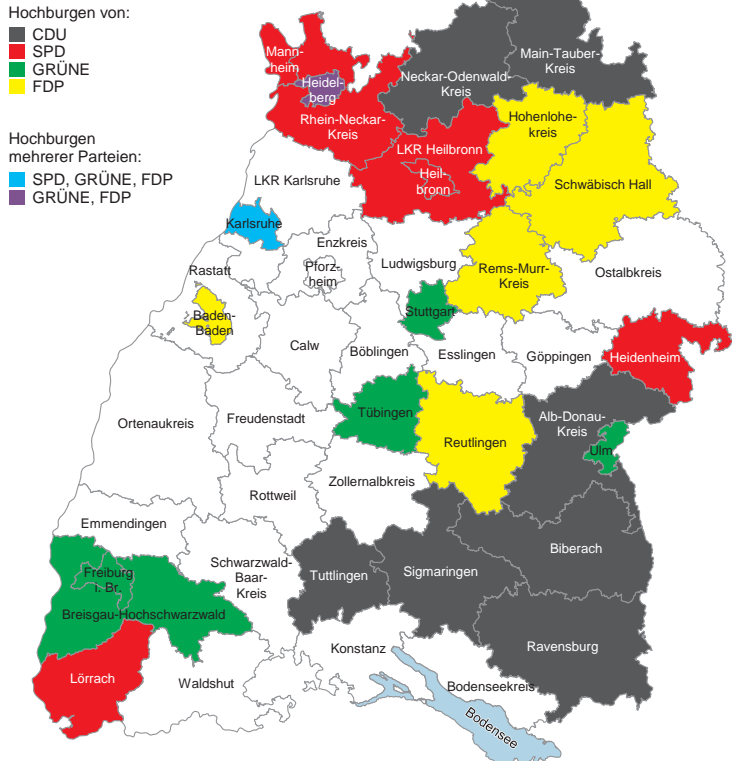 Hochburgen von:
CDU
SPD
GRÜNE
FDP
Hochburgen
mehrerer Parteien:
SPD, GRÜNE, FDP
GRÜNE, FDP
Main-Tauber-
Kreis
Neckar-Odenwald-
Kreis
Mann-
heim
Heidel-
berg
Rhein-Neckar-
Kreis
Hohenlohe-
kreis
LKR Heilbronn
Heil-
bronn
Schwäbisch Hall
LKR Karlsruhe
Karlsruhe
Enzkreis
Pforz-
heim
Ludwigsburg
Rems-Murr-
Kreis
Ostalbkreis
Rastatt
Baden-
Baden
Stuttgart
Calw
Böblingen
Esslingen
Göppingen
Heidenheim
Ortenaukreis
Freudenstadt
Tübingen
Reutlingen
Alb-Donau-
Kreis
Ulm
Zollernalbkreis
Rottweil
Emmendingen
Schwarzwald-
Baar-
Kreis
Tuttlingen
Sigmaringen
Biberach
Freiburg
i. Br.
Breisgau-Hochschwarzwald
Lörrach
Waldshut
Konstanz
Ravensburg
Bodenseekreis
Bodensee